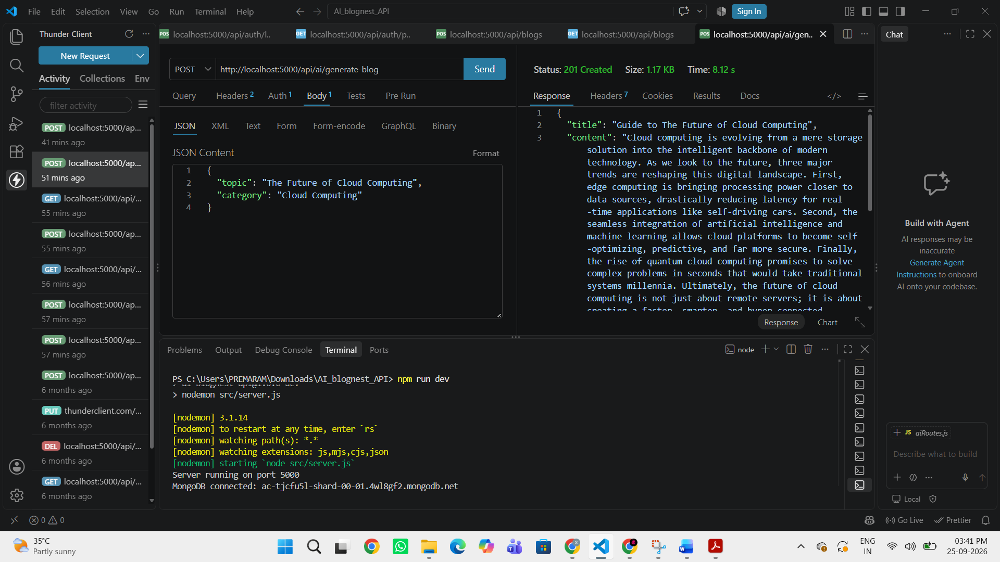 File Edit Selection View Go Run Terminal Help
AI_blognest_API
Sign In
Thunder Client
New Request
Activity Collections Env
filter activity
POST localhost:5000/ap...
41 mins ago
POST localhost:5000/ap...
51 mins ago
GET localhost:5000/api/...
55 mins ago
POST localhost:5000/ap...
55 mins ago
GET localhost:5000/api/...
56 mins ago
POST localhost:5000/ap...
57 mins ago
POST localhost:5000/ap...
57 mins ago
POST localhost:5000/ap...
6 months ago
PUT thunderclient.com/...
6 months ago
DEL localhost:5000/api/...
6 months ago
GET localhost:5000/api/...
6 months ago
POS localhost:5000/api/auth/l..
GET localhost:5000/api/auth/p..
POS localhost:5000/api/blogs
GET localhost:5000/api/blogs
POS localhost:5000/api/ai/gen..
POST http://localhost:5000/api/ai/generate-blog Send
Query Headers 2 Auth 1 Body 1 Tests Pre Run
JSON XML Text Form Form-encode GraphQL Binary
JSON Content Format
1 {
2 "topic": "The Future of Cloud Computing",
3 "category": "Cloud Computing"
4 }
Status: 201 Created Size: 1.17 KB Time: 8.12 s
Response Headers 7 Cookies Results Docs </>
1 {
2 "title": "Guide to The Future of Cloud Computing",
3 "content": "Cloud computing is evolving from a mere storage
solution into the intelligent backbone of modern
technology. As we look to the future, three major
trends are reshaping this digital landscape. First,
edge computing is bringing processing power closer to
data sources, drastically reducing latency for real
-time applications like self-driving cars. Second, the
seamless integration of artificial intelligence and
machine learning allows cloud platforms to become self
-optimizing, predictive, and far more secure. Finally,
the rise of quantum cloud computing promises to solve
complex problems in seconds that would take traditional
systems millennia. Ultimately, the future of cloud
computing is not just about remote servers; it is about
creating a faster, smarter, and hyper-connected
Response Chart
Problems Output Debug Console Terminal Ports
node
PS C:\Users\PREMARAM\Downloads\AI_blognest_API> npm run dev
> nodemon src/server.js
[nodemon] 3.1.14
[nodemon] to restart at any time, enter `rs`
[nodemon] watching path(s): *.*
[nodemon] watching extensions: js,mjs,cjs,json
[nodemon] starting `node src/server.js`
Server running on port 5000
MongoDB connected: ac-tjcfu5l-shard-00-01.4wl8gf2.mongodb.net
Chat
Build with Agent
AI responses may be
inaccurate
Generate Agent
Instructions to onboard
AI onto your codebase.
JS aiRoutes.js
Describe what to build
Local
0 0
Go Live Prettier
35°C
Partly sunny
ENG
IN
03:41 PM
25-09-2026